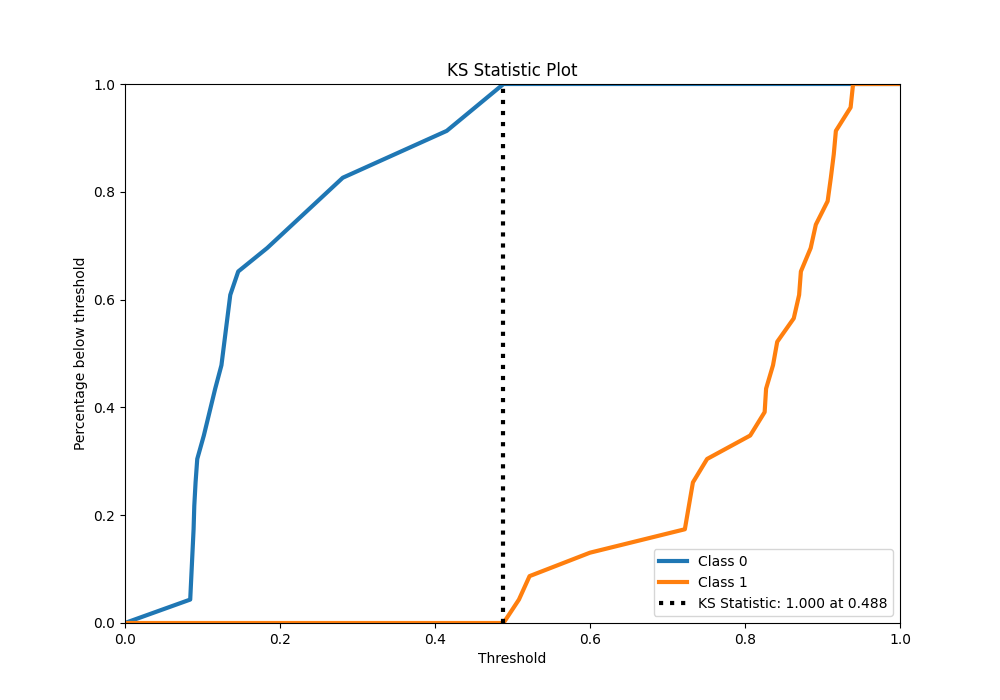 KS Statistic Plot
Percentage below threshold
1.0
0.8
0.6
0.4
0.2
0.0
0.0 0.2 0.4 0.6 0.8 1.0
Threshold
Class 0
Class 1
KS Statistic: 1.000 at 0.488